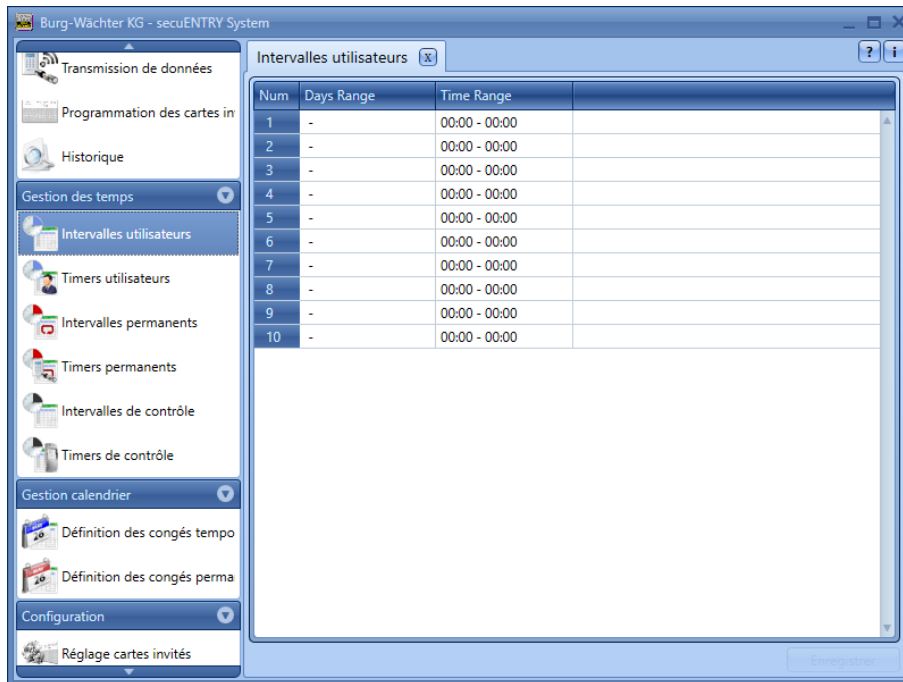 Burg-Wächter KG - secuENTRY System
Transmission de données
Programmation des cartes in
Historique
Gestion des temps
Intervalles utilisateurs
Timers utilisateurs
Intervalles permanents
Timers permanents
Intervalles de contrôle
Timers de contrôle
Gestion calendrier
Définition des congés tempo
Définition des congés perma
Configuration
Réglage cartes invités
Intervalles utilisateurs x
? i
Num Days Range Time Range
1 - 00:00 - 00:00
2 - 00:00 - 00:00
3 - 00:00 - 00:00
4 - 00:00 - 00:00
5 - 00:00 - 00:00
6 - 00:00 - 00:00
7 - 00:00 - 00:00
8 - 00:00 - 00:00
9 - 00:00 - 00:00
10 - 00:00 - 00:00
Enregistrer